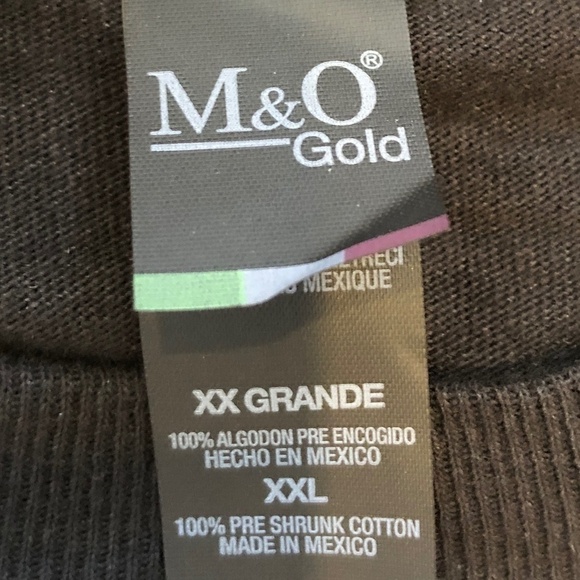 M&O®
Gold
MEXIQUE
XX GRANDE
100% ALGODON PRE ENCOGIDO
HECHO EN MEXICO
XXL
100% PRE SHRUNK COTTON
MADE IN MEXICO